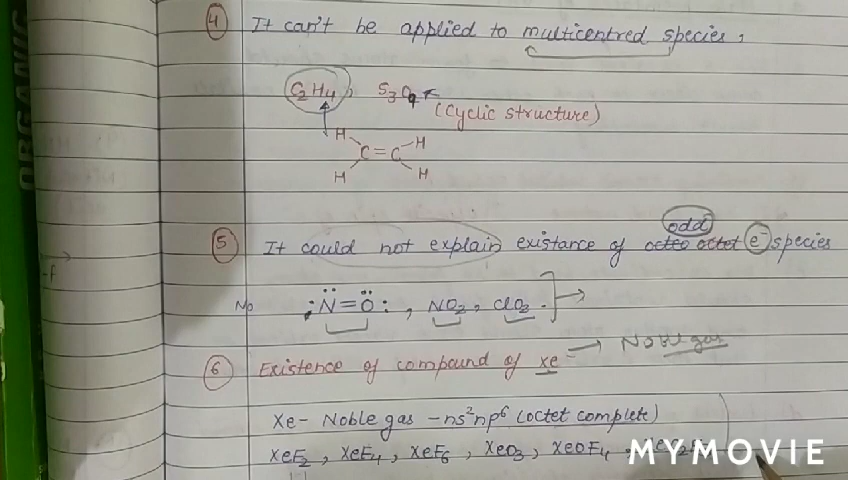 ORGANIC
4 It can't be applied to multicentred species,
C2H4, S3O9
(cyclic structure)
H H
C=C
H H
odd
5 It could not explain existance of octeo octet e- species
No :N̈=Ö: , NO2, ClO2.
6 Existence of compound of xe → Noble gas
Xe- Noble gas -ns²np⁶ (octet complete)
XeF2, XeF4, XeF6, XeO3, XeOF4,
MYMOVIE